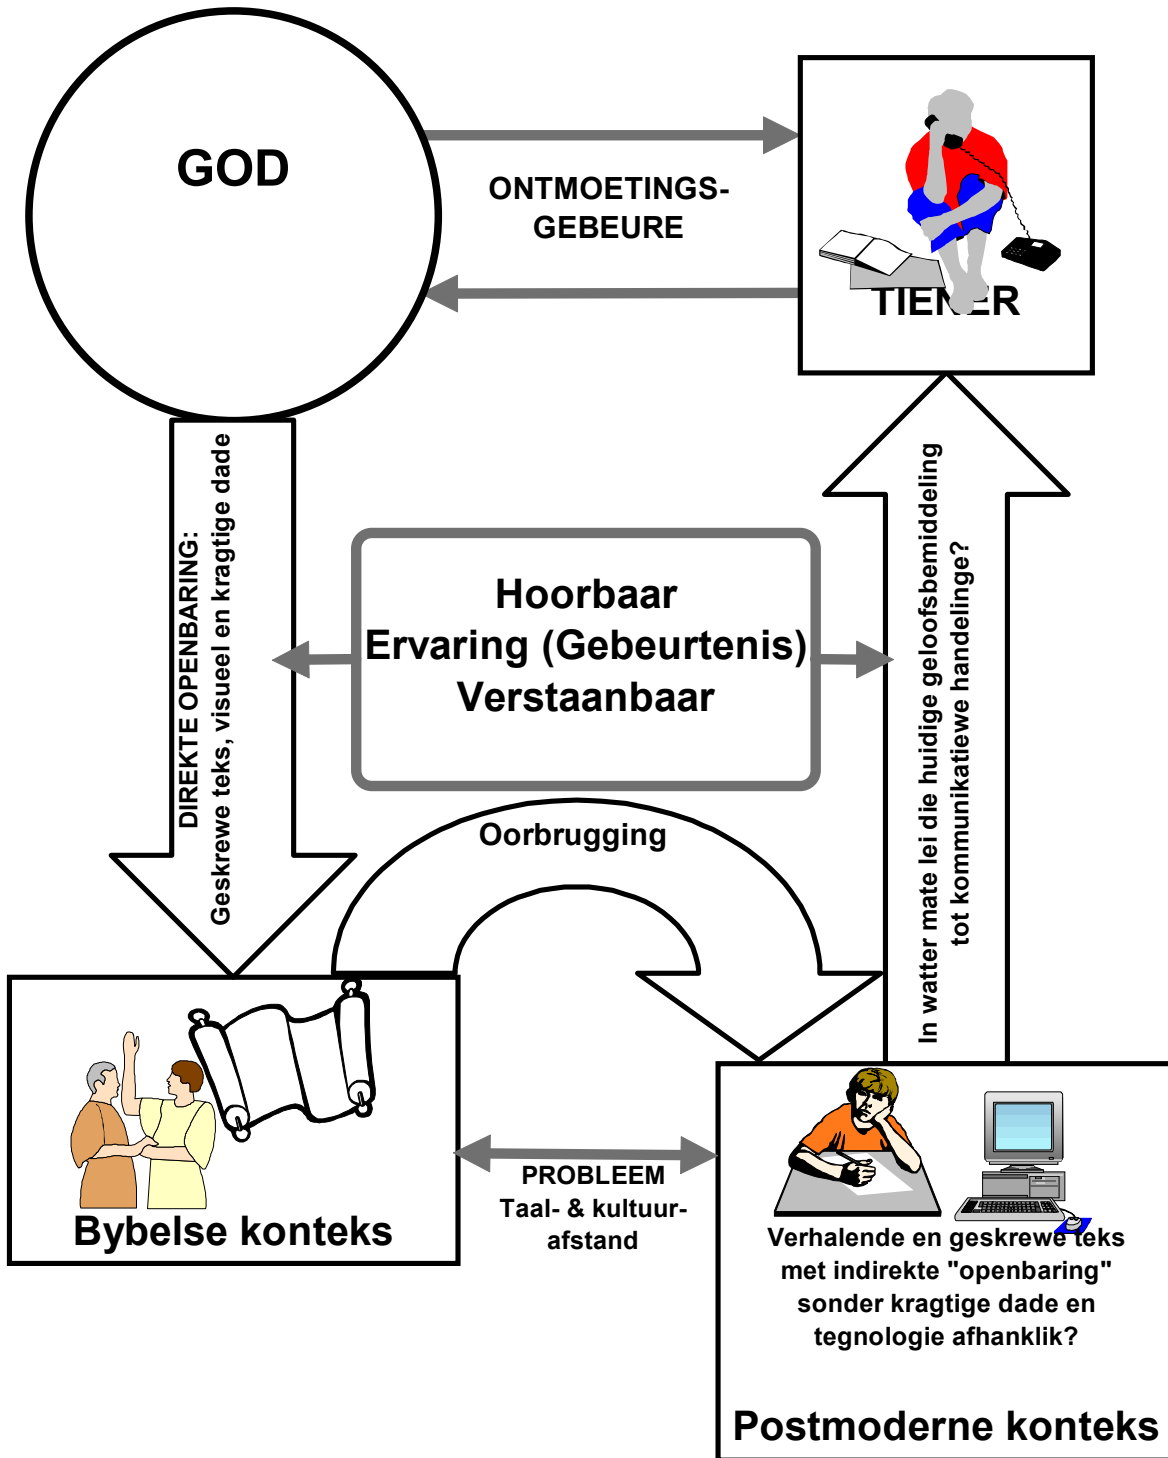 GOD
ONTMOETINGS-
GEBEURE
TIENER
DIREKTE OPENBARING:
Geskrewe teks, visueel en kragtige dade
Hoorbaar
Ervaring (Gebeurtenis)
Verstaanbaar
In watter mate lei die huidige geloofsbemiddeling
tot kommunikatiewe handelinge?
Oorbrugging
Bybelse konteks
PROBLEEM
Taal- & kultuur-
afstand
Verhalende en geskrewe teks
met indirekte "openbaring"
sonder kragtige dade en
tegnologie afhanklik?
Postmoderne konteks